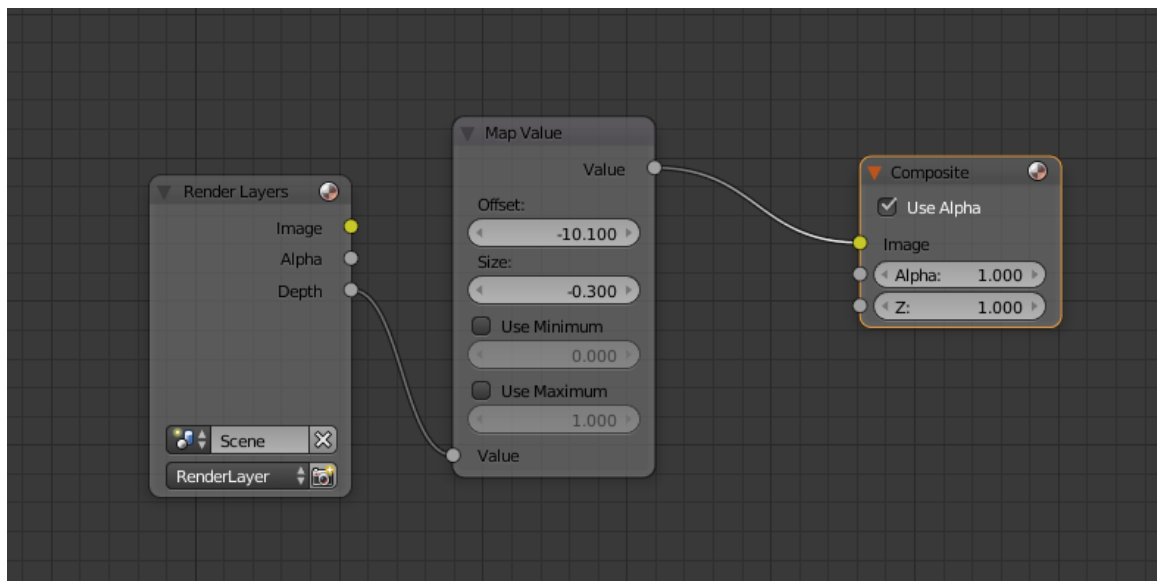 Render Layers
Image
Alpha
Depth
Scene
RenderLayer
Map Value
Value
Offset:
-10.100
Size:
-0.300
Use Minimum
0.000
Use Maximum
1.000
Value
Composite
Use Alpha
Image
Alpha: 1.000
Z: 1.000